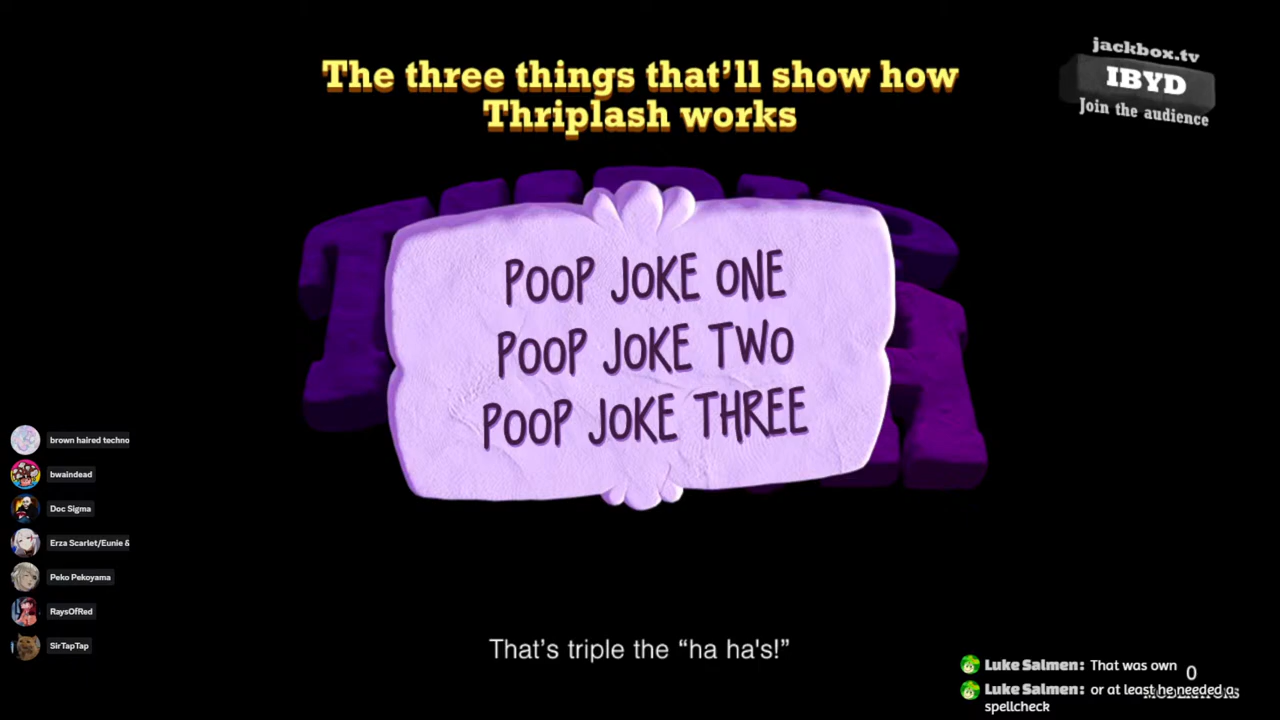 jackbox.tv
IBYD
Join the audience
The three things that’ll show how
Thriplash works
POOP JOKE ONE
POOP JOKE TWO
POOP JOKE THREE
brown haired techno
bwaindead
Doc Sigma
Erza Scarlet/Eunie &
Peko Pekoyama
RaysOfRed
SirTapTap
That’s triple the “ha ha's!”
Luke Salmen: That was own
0
Luke Salmen: or at least he needed a
spellcheck